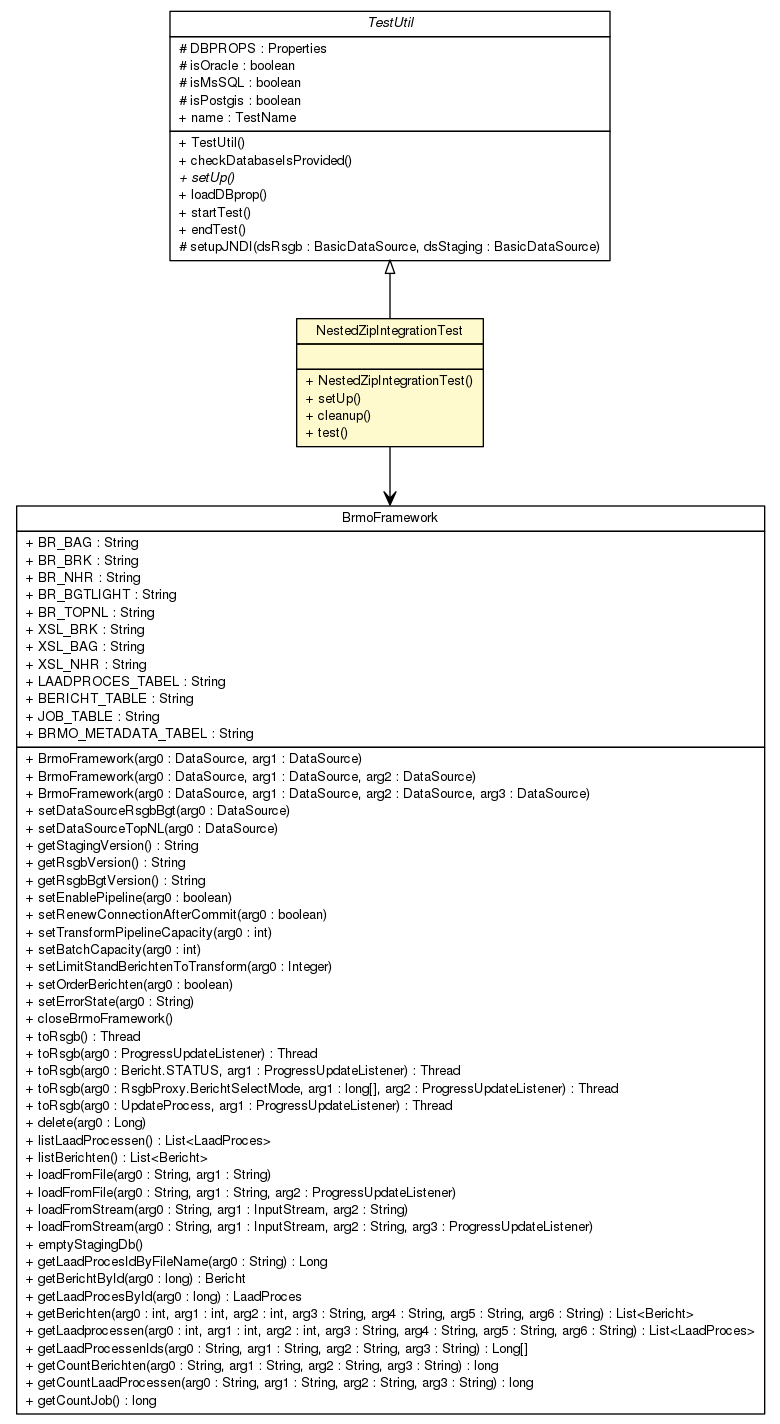 TestUtil
# DBPROPS : Properties
# isOracle : boolean
# isMsSQL : boolean
# isPostgis : boolean
+ name : TestName
+ TestUtil()
+ checkDatabaseIsProvided()
+ setUp()
+ loadDBprop()
+ startTest()
+ endTest()
# setupJNDI(dsRsgb : BasicDataSource, dsStaging : BasicDataSource)
NestedZipIntegrationTest
+ NestedZipIntegrationTest()
+ setUp()
+ cleanup()
+ test()
BrmoFramework
+ BR_BAG : String
+ BR_BRK : String
+ BR_NHR : String
+ BR_BGTLIGHT : String
+ BR_TOPNL : String
+ XSL_BRK : String
+ XSL_BAG : String
+ XSL_NHR : String
+ LAADPROCES_TABEL : String
+ BERICHT_TABLE : String
+ JOB_TABLE : String
+ BRMO_METADATA_TABEL : String
+ BrmoFramework(arg0 : DataSource, arg1 : DataSource)
+ BrmoFramework(arg0 : DataSource, arg1 : DataSource, arg2 : DataSource)
+ BrmoFramework(arg0 : DataSource, arg1 : DataSource, arg2 : DataSource, arg3 : DataSource)
+ setDataSourceRsgbBgt(arg0 : DataSource)
+ setDataSourceTopNL(arg0 : DataSource)
+ getStagingVersion() : String
+ getRsgbVersion() : String
+ getRsgbBgtVersion() : String
+ setEnablePipeline(arg0 : boolean)
+ setRenewConnectionAfterCommit(arg0 : boolean)
+ setTransformPipelineCapacity(arg0 : int)
+ setBatchCapacity(arg0 : int)
+ setLimitStandBerichtenToTransform(arg0 : Integer)
+ setOrderBerichten(arg0 : boolean)
+ setErrorState(arg0 : String)
+ closeBrmoFramework()
+ toRsgb() : Thread
+ toRsgb(arg0 : ProgressUpdateListener) : Thread
+ toRsgb(arg0 : Bericht.STATUS, arg1 : ProgressUpdateListener) : Thread
+ toRsgb(arg0 : RsgbProxy.BerichtSelectMode, arg1 : long[], arg2 : ProgressUpdateListener) : Thread
+ toRsgb(arg0 : UpdateProcess, arg1 : ProgressUpdateListener) : Thread
+ delete(arg0 : Long)
+ listLaadProcessen() : List<LaadProces>
+ listBerichten() : List<Bericht>
+ loadFromFile(arg0 : String, arg1 : String)
+ loadFromFile(arg0 : String, arg1 : String, arg2 : ProgressUpdateListener)
+ loadFromStream(arg0 : String, arg1 : InputStream, arg2 : String)
+ loadFromStream(arg0 : String, arg1 : InputStream, arg2 : String, arg3 : ProgressUpdateListener)
+ emptyStagingDb()
+ getLaadProcesIdByFileName(arg0 : String) : Long
+ getBerichtById(arg0 : long) : Bericht
+ getLaadProcesById(arg0 : long) : LaadProces
+ getBerichten(arg0 : int, arg1 : int, arg2 : int, arg3 : String, arg4 : String, arg5 : String, arg6 : String) : List<Bericht>
+ getLaadprocessen(arg0 : int, arg1 : int, arg2 : int, arg3 : String, arg4 : String, arg5 : String, arg6 : String) : List<LaadProces>
+ getLaadProcessenIds(arg0 : String, arg1 : String, arg2 : String, arg3 : String) : Long[]
+ getCountBerichten(arg0 : String, arg1 : String, arg2 : String, arg3 : String) : long
+ getCountLaadProcessen(arg0 : String, arg1 : String, arg2 : String, arg3 : String) : long
+ getCountJob() : long